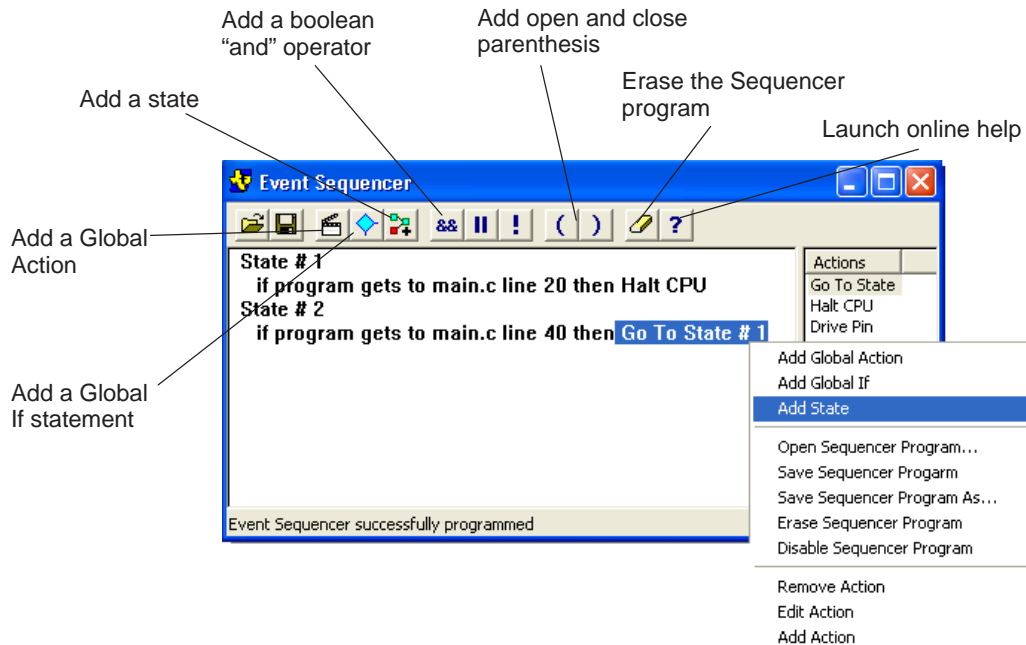 Add a boolean
“and” operator
Add open and close
parenthesis
Erase the Sequencer
program
Add a state
Launch online help
Event Sequencer
&& || ! ( ) ?
Add a Global
Action
State # 1
if program gets to main.c line 20 then Halt CPU
State # 2
if program gets to main.c line 40 then Go To State # 1
Actions
Go To State
Halt CPU
Drive Pin
Add a Global
If statement
Add Global Action
Add Global If
Add State
Open Sequencer Program...
Save Sequencer Progarm
Save Sequencer Program As...
Erase Sequencer Program
Disable Sequencer Program
Remove Action
Edit Action
Add Action
Event Sequencer successfully programmed